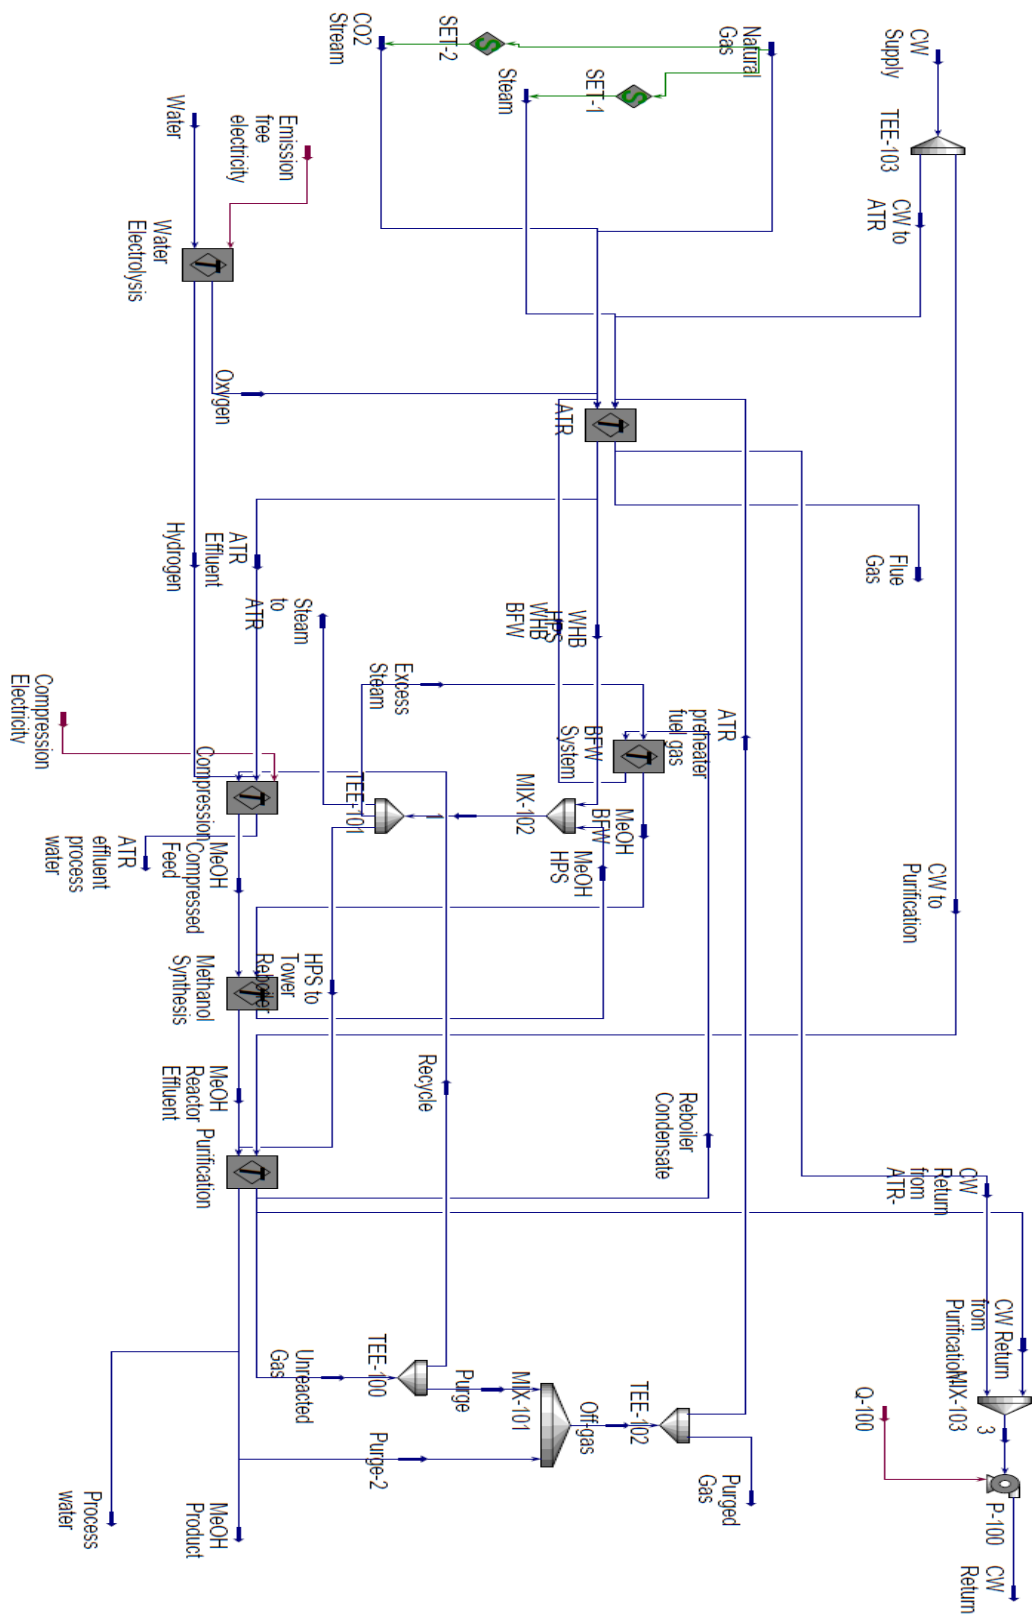 CW
Supply
TEE-103
CW to
ATR
Natural
Gas
SET-1
SET-2
CO2
Stream
Steam
Emission
free
electricity
Water
Water
Electrolysis
Oxygen
Hydrogen
ATR
ATR
Effluent
Flue
Gas
WHB
HPS
WHB
BFW
Steam
to
ATR
Excess
Steam
ATR
preheater
fuel gas
BFW
System
MIX-102
1
TEE-101
MeOH
BFW
MeOH
HPS
Compression
Electricity
Compression
ATR
effluent
process
water
MeOH
Compressed
Feed
CW to
Purification
HPS to
Tower
Reboiler
Methanol
Synthesis
MeOH
Reactor
Effluent
Recycle
Reboiler
Condensate
Purification
CW
Return
from
ATR-
CW Return
from
Purification-
MIX-103
3
Q-100
P-100
CW
Return
Unreacted
Gas
TEE-100
Purge
MIX-101
Off-gas
TEE-102
Purge-2
Purged
Gas
Process
water
MeOH
Product
S
S
T
T
T
T
T
T